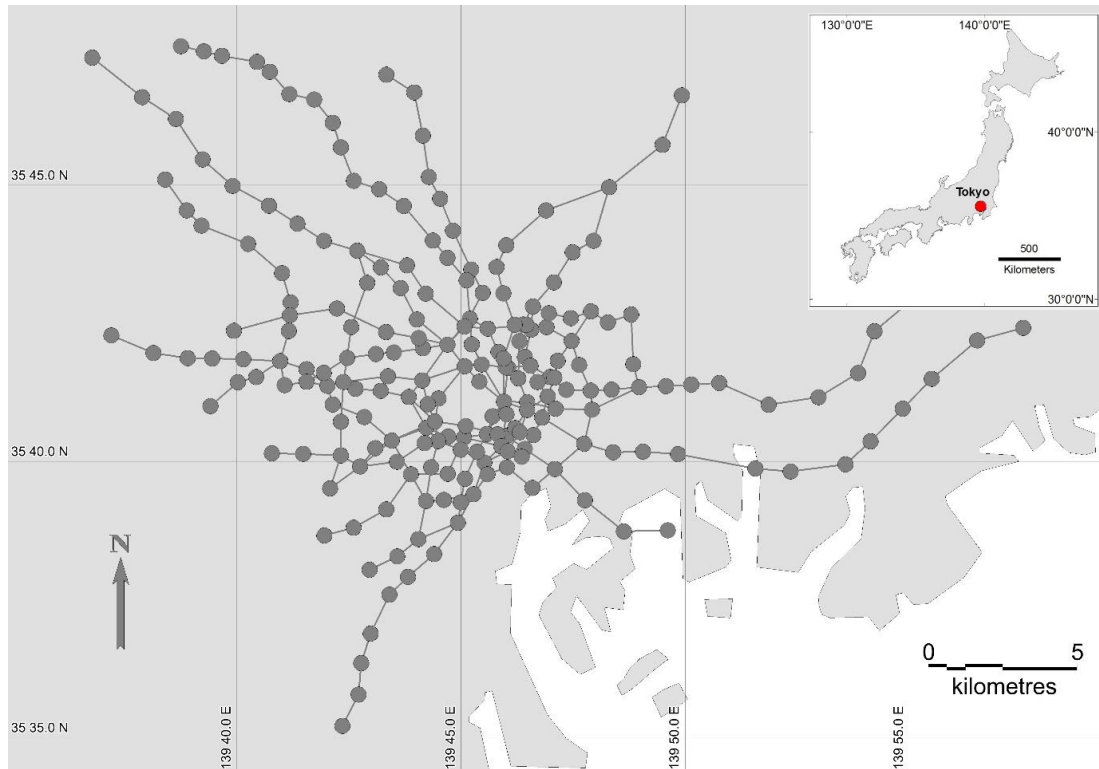 130°0'0"E
140°0'0"E
40°0'0"N
Tokyo
500
Kilometers
30°0'0"N
35 45.0 N
35 40.0 N
N
0
5
kilometres
35 35.0 N
139 40.0 E
139 45.0 E
139 50.0 E
139 55.0 E